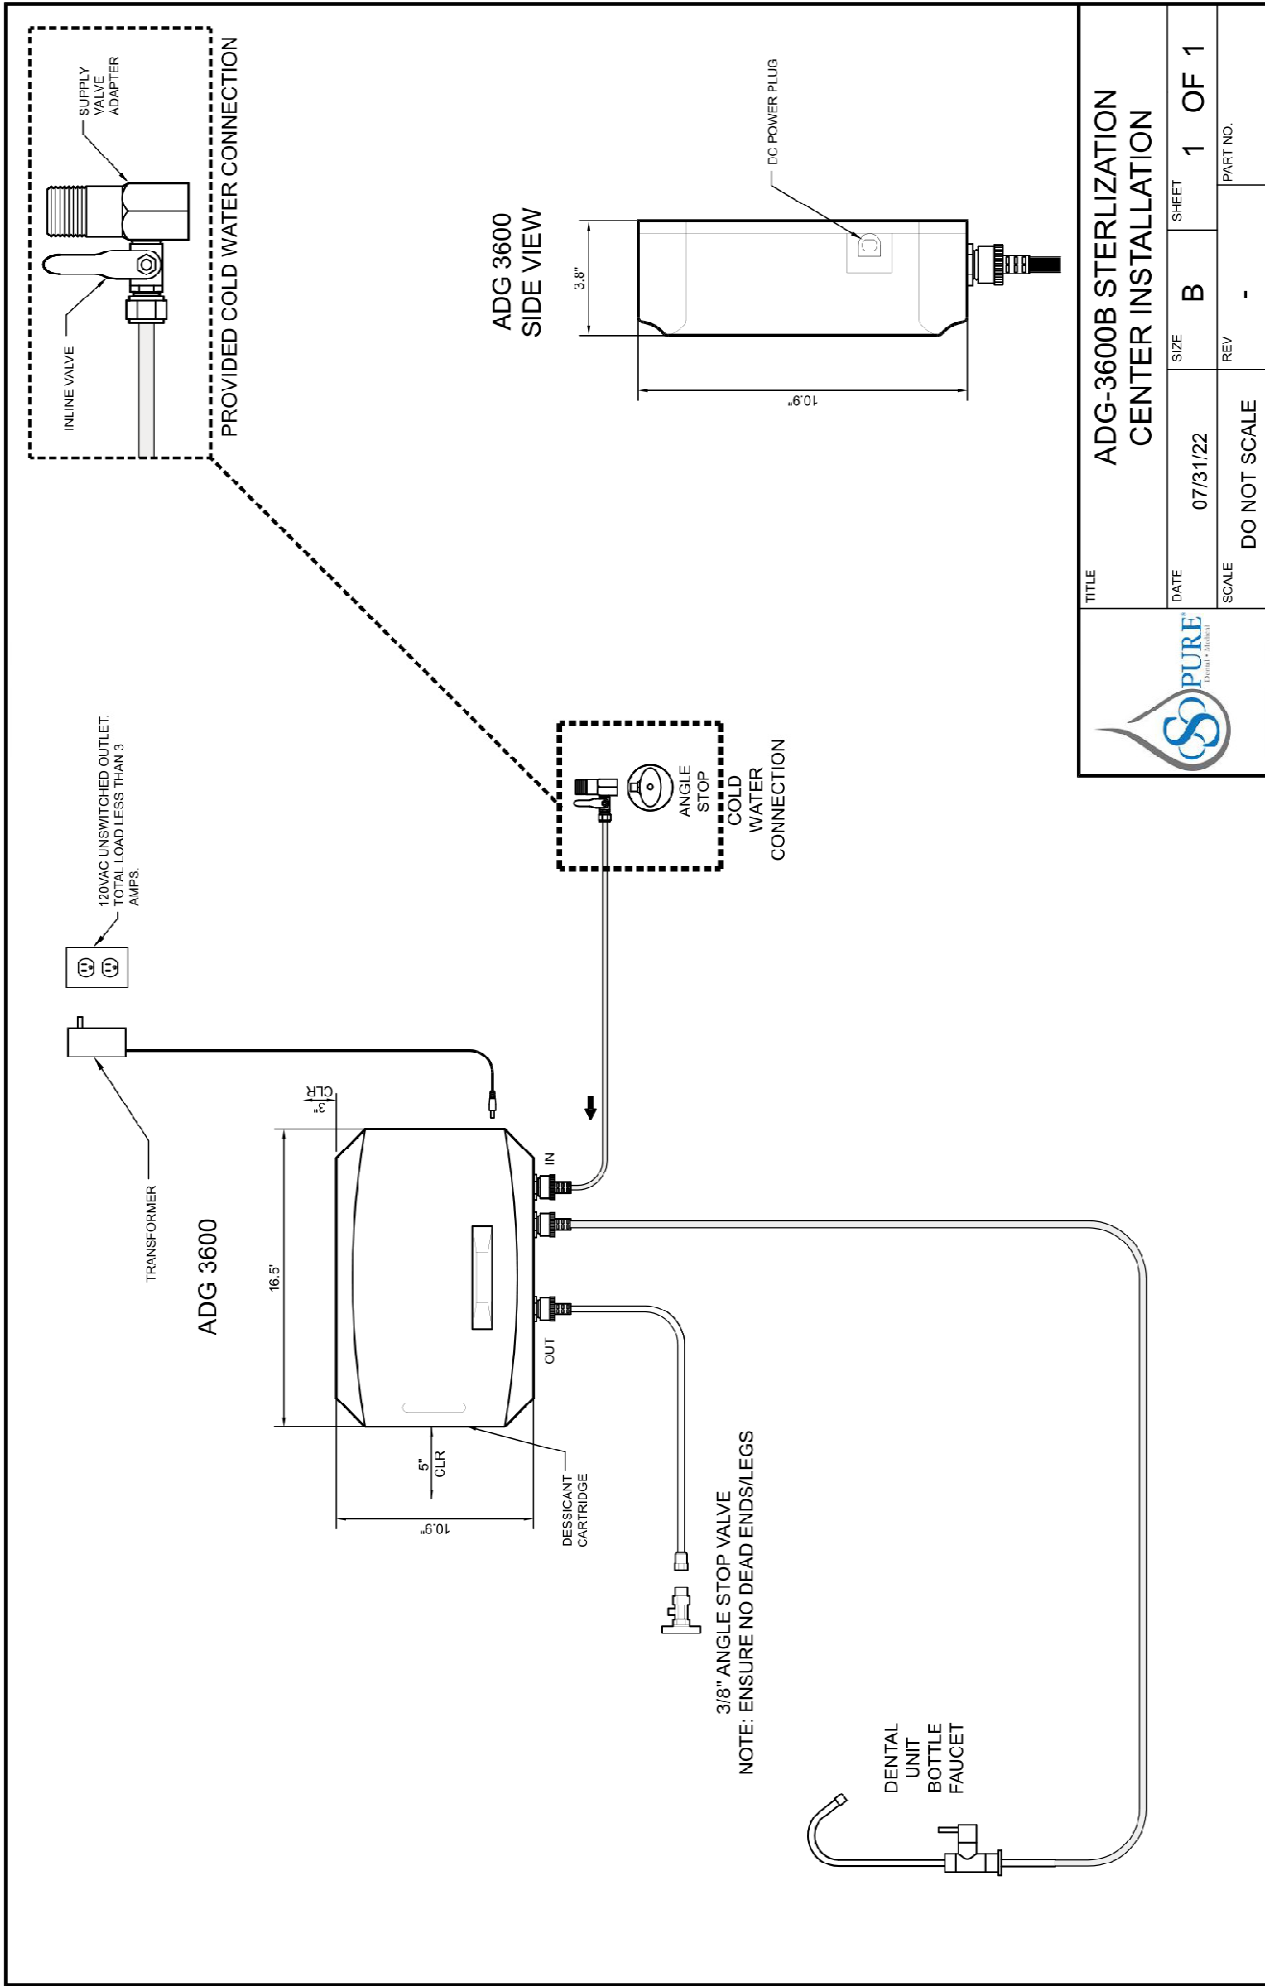 120VAC UNSWITCHED OUTLET.
TOTAL LOAD LESS THAN 3
AMPS.
TRANSFORMER
ADG 3600
16.5'
3"
CLR
5"
CLR
10.9"
DESSICANT
CARTRIDGE
OUT
IN
3/8" ANGLE STOP VALVE
NOTE: ENSURE NO DEAD ENDS/LEGS
DENTAL
UNIT
BOTTLE
FAUCET
ANGLE
STOP
COLD
WATER
CONNECTION
INLINE VALVE
SUPPLY
VALVE
ADAPTER
PROVIDED COLD WATER CONNECTION
ADG 3600
SIDE VIEW
3.8"
10.9"
DC POWER PLUG
SO PURE®
Dental • Medical
TITLE
ADG-3600B STERLIZATION
CENTER INSTALLATION
DATE
07/31/22
SIZE
B
SHEET
1 OF 1
SCALE
DO NOT SCALE
REV
-
PART NO.